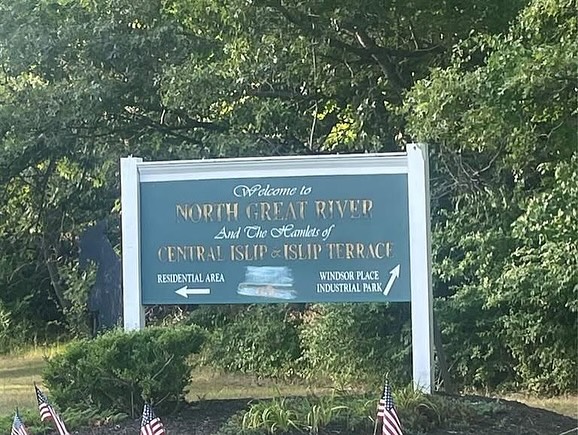 Welcome to
NORTH GREAT RIVER
And The Hamlets of
CENTRAL ISLIP & ISLIP TERRACE
RESIDENTIAL AREA
WINDSOR PLACE
INDUSTRIAL PARK